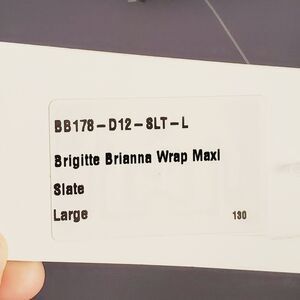 BB178-D12-SLT-L
Brigitte Brianna Wrap Maxi
Slate
Large 130